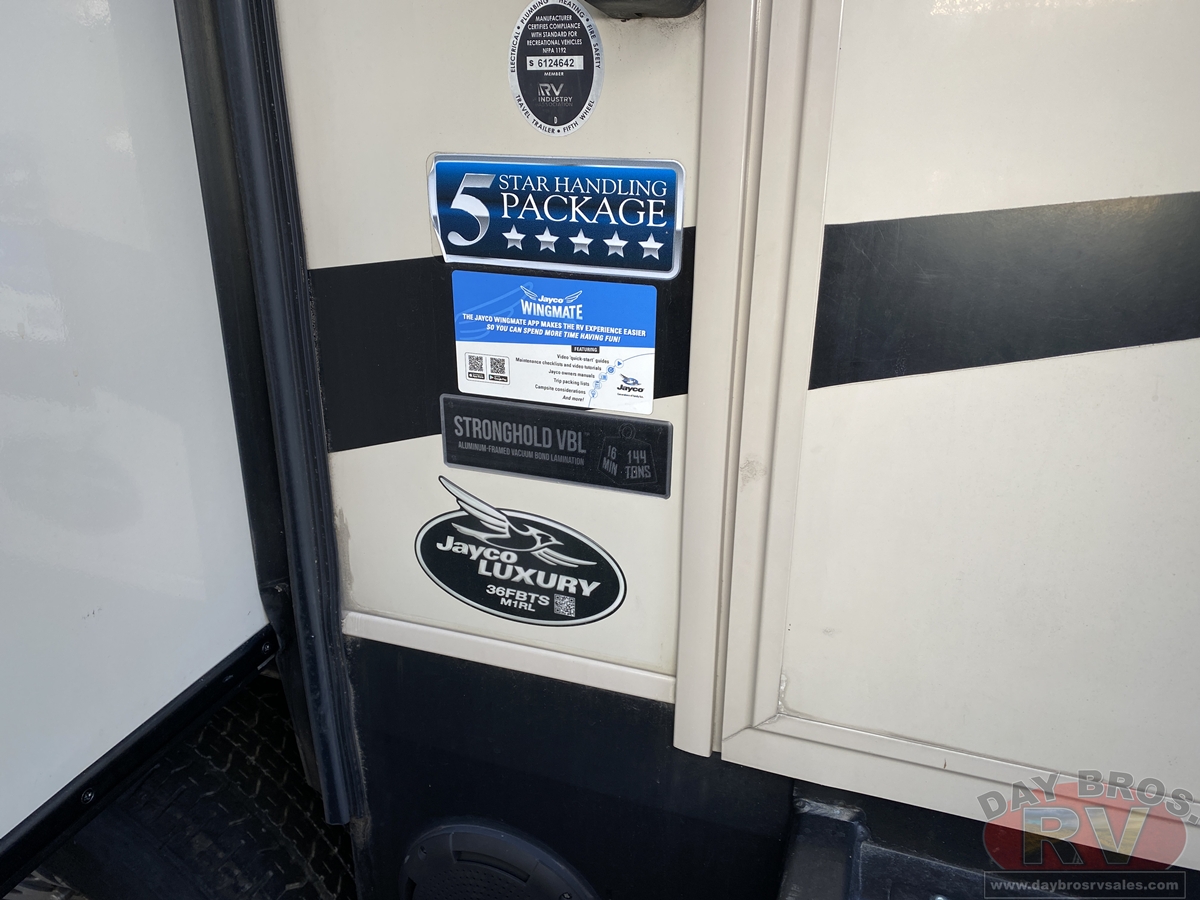 ELECTRICAL • PLUMBING • HEATING • FIRE SAFETY
MANUFACTURER
CERTIFIES COMPLIANCE
WITH STANDARD FOR
RECREATIONAL VEHICLES
NFPA 1192
S 6124642
MEMBER
RV
INDUSTRY
ASSOCIATION
D
TRAVEL TRAILER • FIFTH WHEEL
5 STAR HANDLING
PACKAGE
Jayco
WINGMATE
THE JAYCO WINGMATE APP MAKES THE RV EXPERIENCE EASIER
SO YOU CAN SPEND MORE TIME HAVING FUN!
FEATURING
Video 'quick-start' guides
Maintenance checklists and video tutorials
Jayco owners manuals
Trip packing lists
Campsite considerations
And more!
Jayco
STRONGHOLD VBL™
ALUMINUM-FRAMED VACUUM BOND LAMINATION
16 MIN
144 TONS
Jayco
LUXURY
36FBTS
M1RL
DAY BROS.
RV
www.daybrosrvsales.com